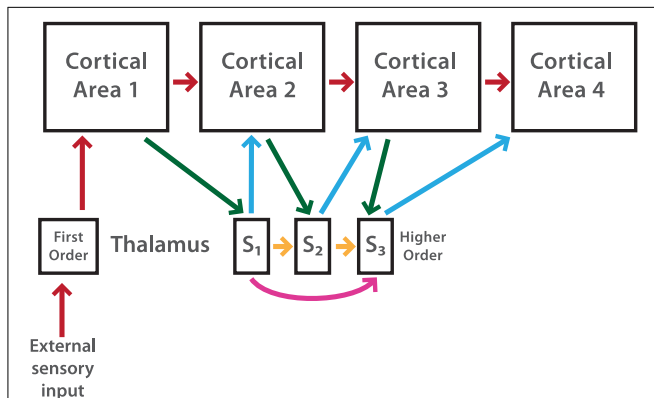 Cortical
Area 1
Cortical
Area 2
Cortical
Area 3
Cortical
Area 4
First
Order
Thalamus
S1
S2
S3
Higher
Order
External
sensory
input